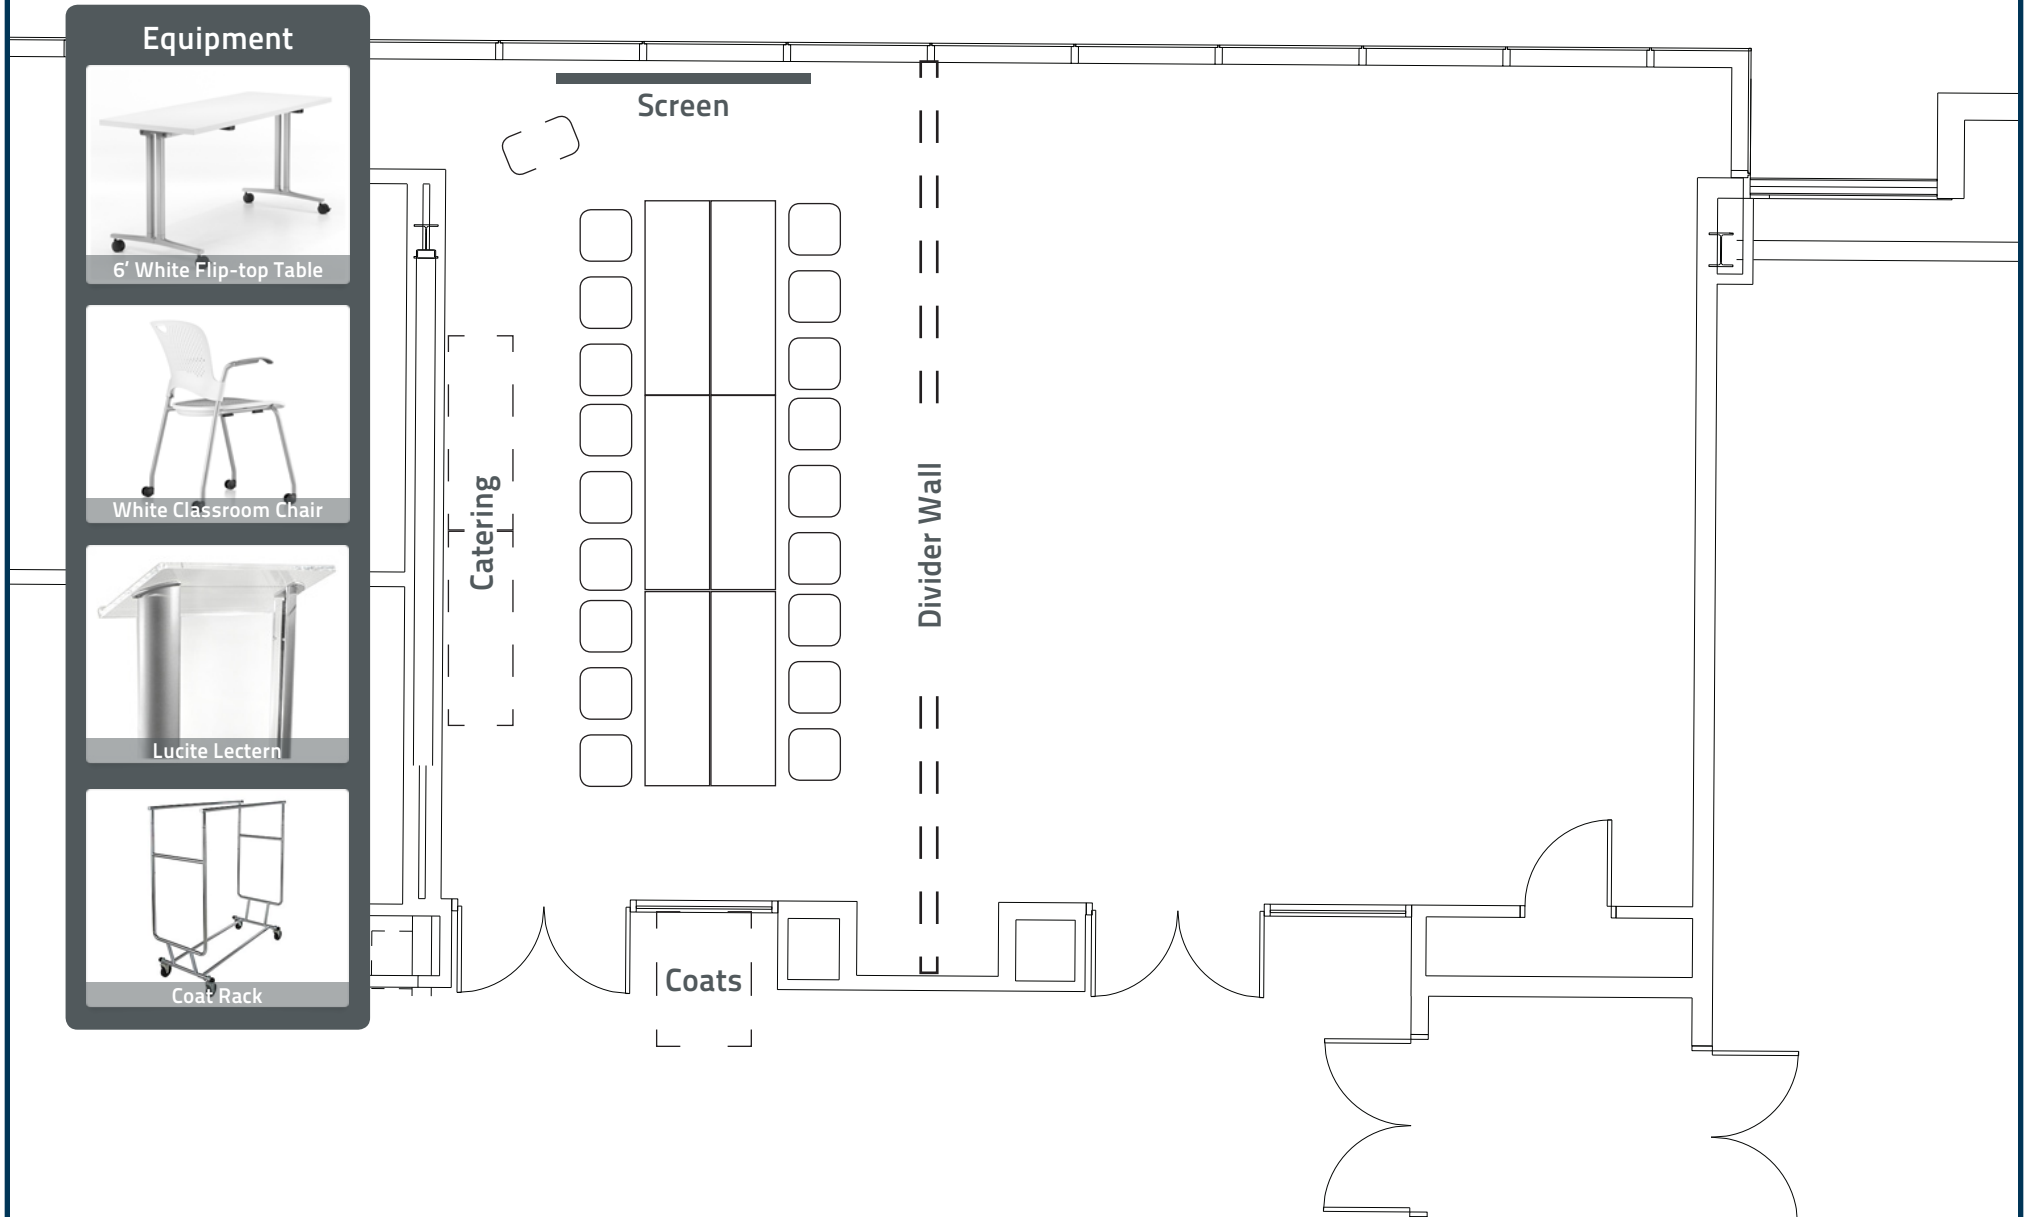 Equipment
6' White Flip-top Table
White Classroom Chair
Lucite Lectern
Coat Rack
Screen
Catering
Divider Wall
Coats